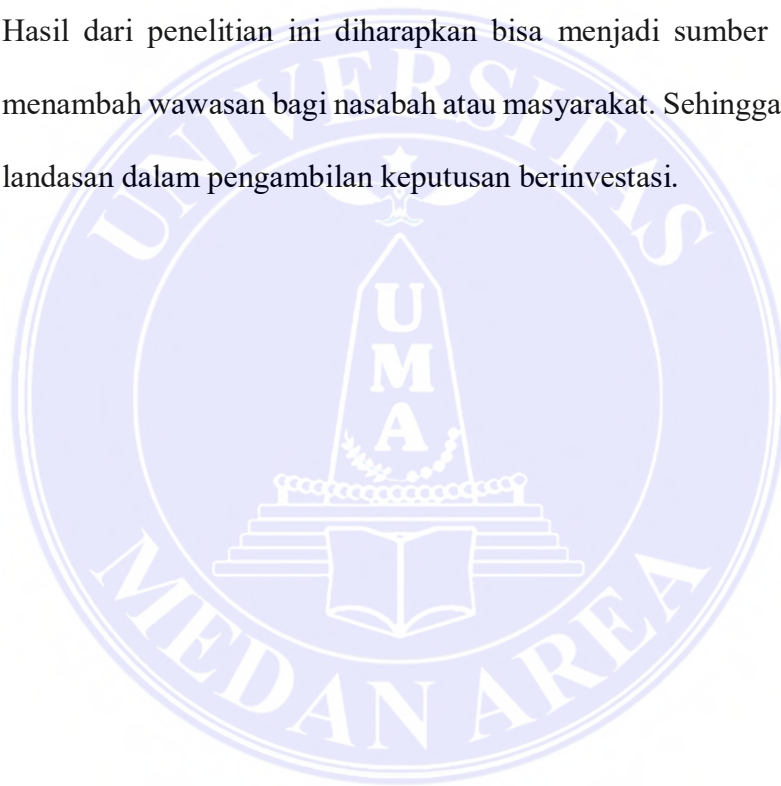 Hasil dari penelitian ini diharapkan bisa menjadi sumber
menambah wawasan bagi nasabah atau masyarakat. Sehingga
landasan dalam pengambilan keputusan berinvestasi.
UNIVERSITAS
U
M
A
MEDAN AREA